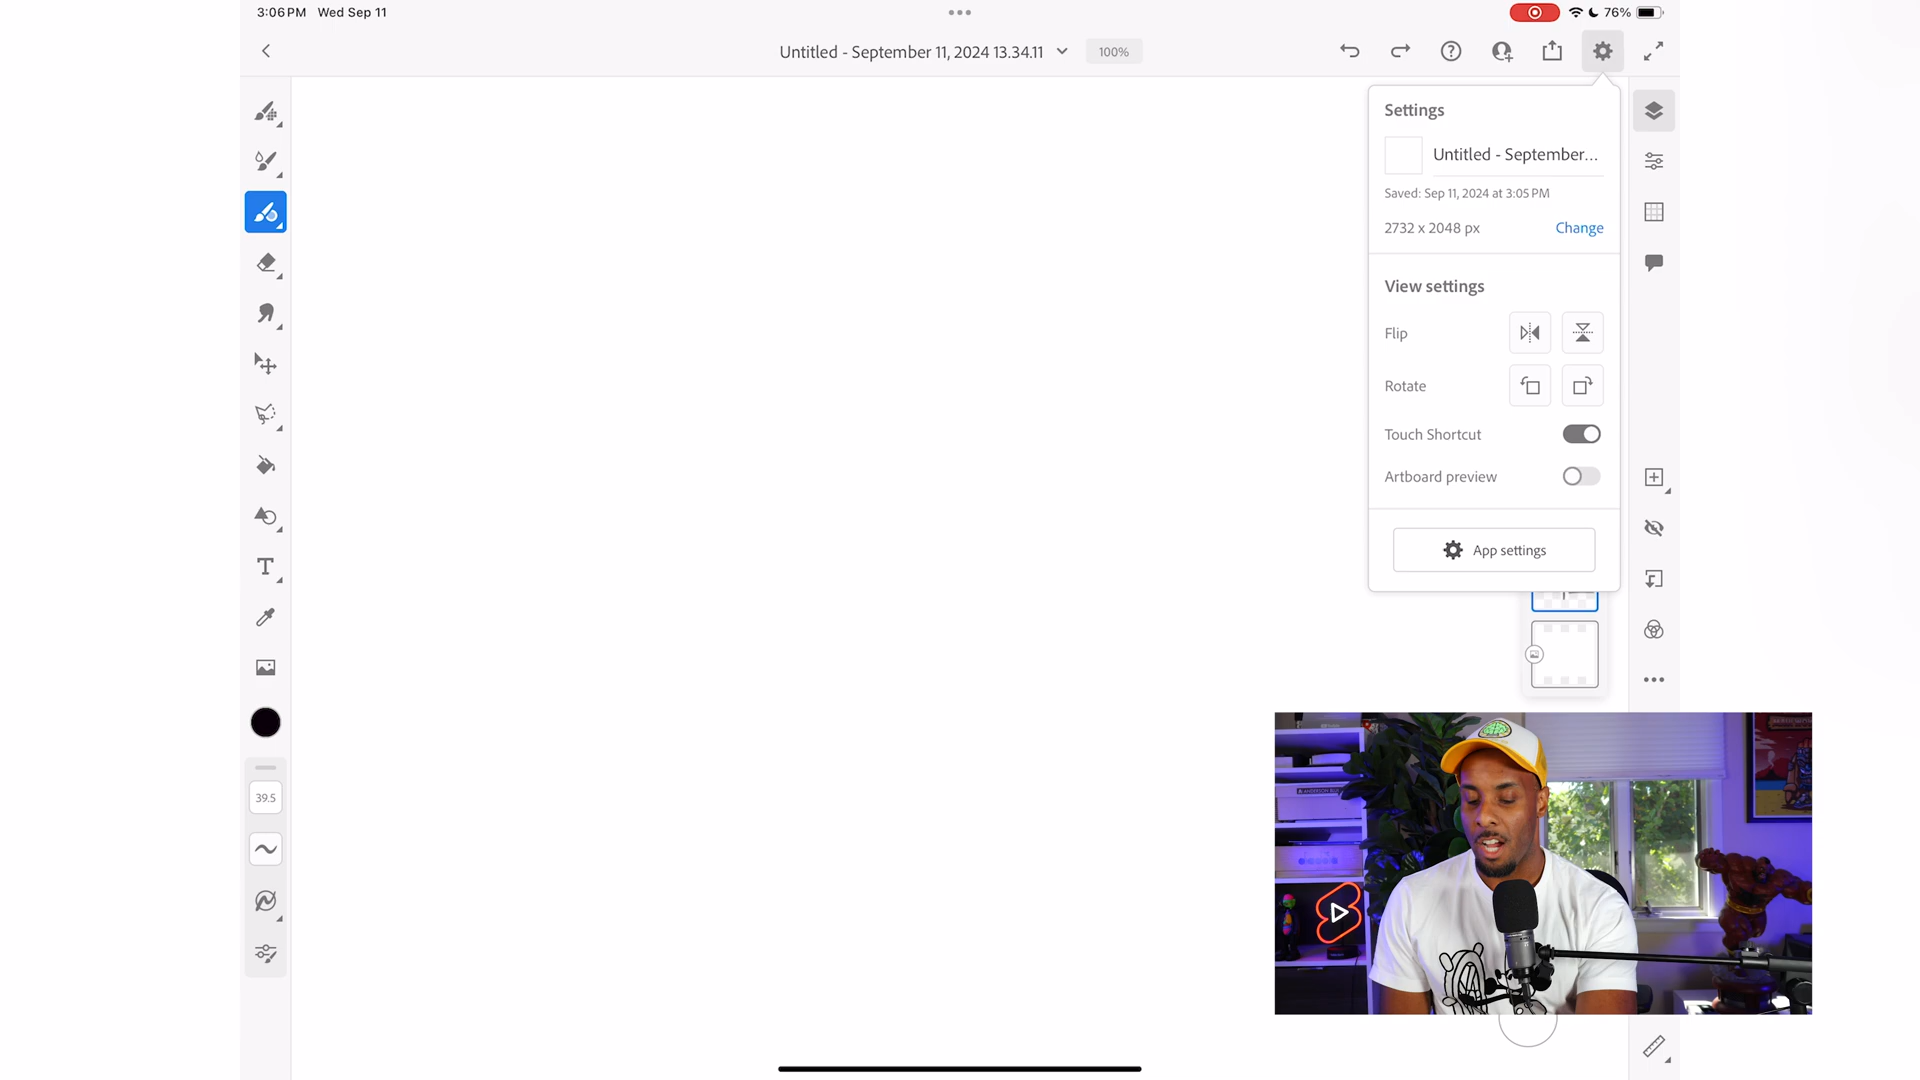 3:06 PM Wed Sep 11
76%
Untitled - September 11, 2024 13.34.11
100%
Settings
Untitled - September...
Saved: Sep 11, 2024 at 3:05 PM
2732 x 2048 px
Change
View settings
Flip
Rotate
Touch Shortcut
Artboard preview
App settings
T
39.5